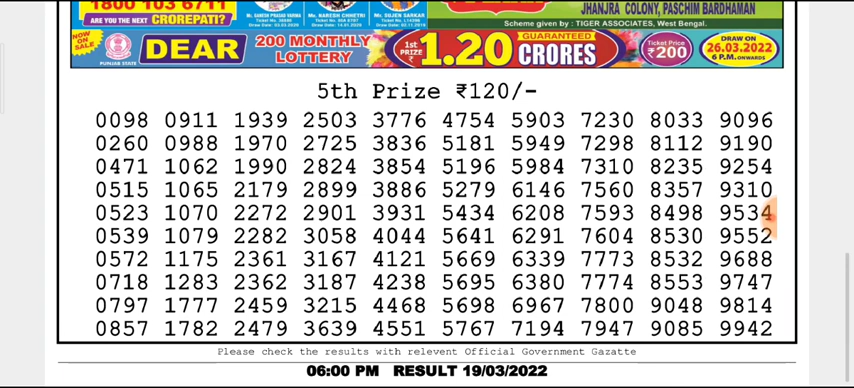 1800 103 6711
ARE YOU THE NEXT CROREPATI?
JHANJRA COLONY, PASCHIM BARDHAMAN
Scheme given by : TIGER ASSOCIATES, West Bengal.
NOW ON SALE
PUNJAB STATE
DEAR
200 MONTHLY LOTTERY
1st PRIZE ₹ 1.20 CRORES
GUARANTEED
Ticket Price ₹200
DRAW ON 26.03.2022 6 P.M. ONWARDS
5th Prize ₹120/-
0098 0911 1939 2503 3776 4754 5903 7230 8033 9096
0260 0988 1970 2725 3836 5181 5949 7298 8112 9190
0471 1062 1990 2824 3854 5196 5984 7310 8235 9254
0515 1065 2179 2899 3886 5279 6146 7560 8357 9310
0523 1070 2272 2901 3931 5434 6208 7593 8498 9534
0539 1079 2282 3058 4044 5641 6291 7604 8530 9552
0572 1175 2361 3167 4121 5669 6339 7773 8532 9688
0718 1283 2362 3187 4238 5695 6380 7774 8553 9747
0797 1777 2459 3215 4468 5698 6967 7800 9048 9814
0857 1782 2479 3639 4551 5767 7194 7947 9085 9942
Please check the results with relevent Official Government Gazatte
06:00 PM RESULT 19/03/2022